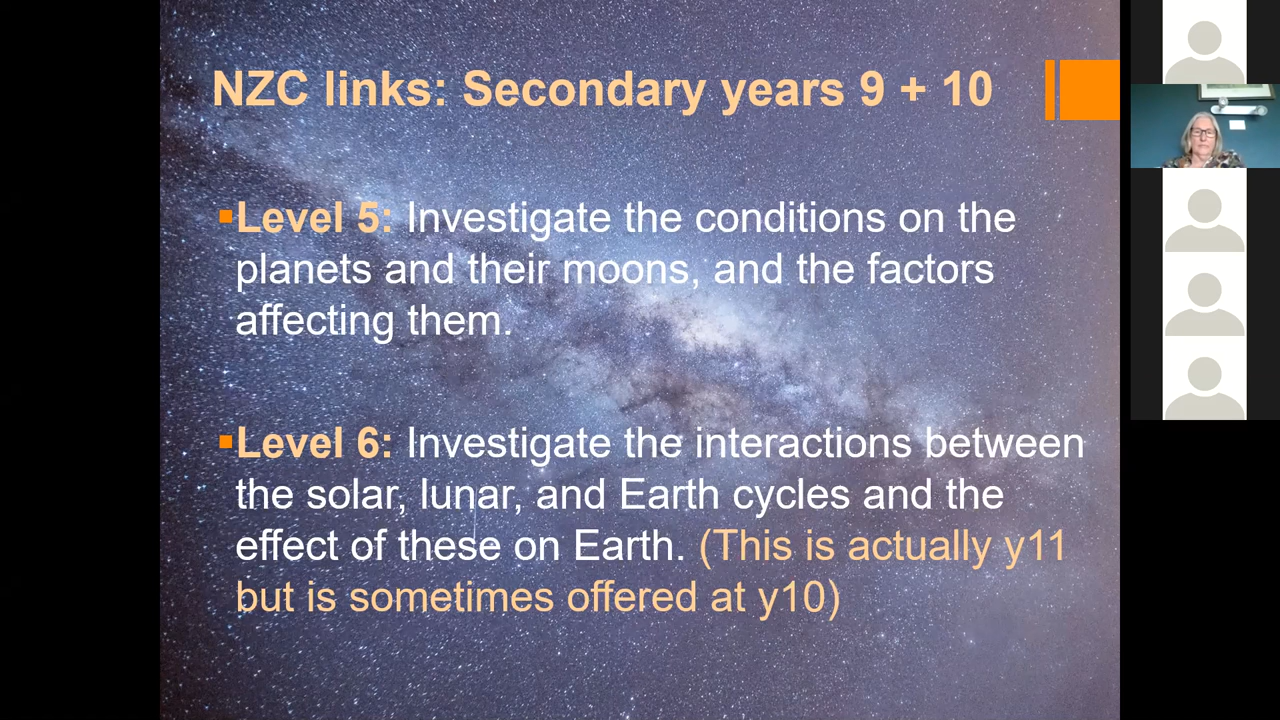 NZC links: Secondary years 9 + 10
Level 5: Investigate the conditions on the
planets and their moons, and the factors
affecting them.
Level 6: Investigate the interactions between
the solar, lunar, and Earth cycles and the
effect of these on Earth. (This is actually y11
but is sometimes offered at y10)